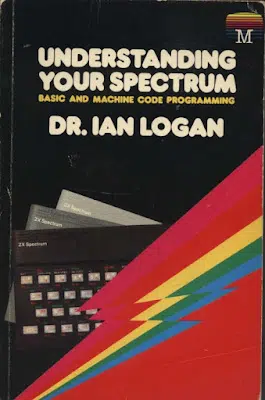 M
UNDERSTANDING
YOUR SPECTRUM
BASIC AND MACHINE CODE PROGRAMMING
DR. IAN LOGAN
ZX Spectrum
ZX Spectrum
ZX Spectrum